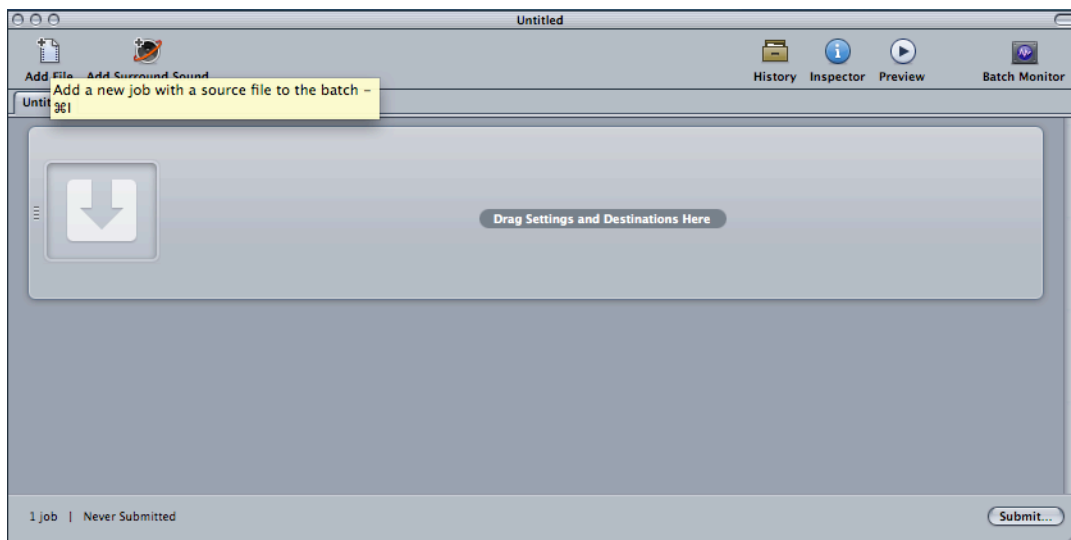 Untitled
Add File Add Surround Sound
History Inspector Preview Batch Monitor
Add a new job with a source file to the batch –
⌘I
Untit
Drag Settings and Destinations Here
1 job | Never Submitted
Submit...